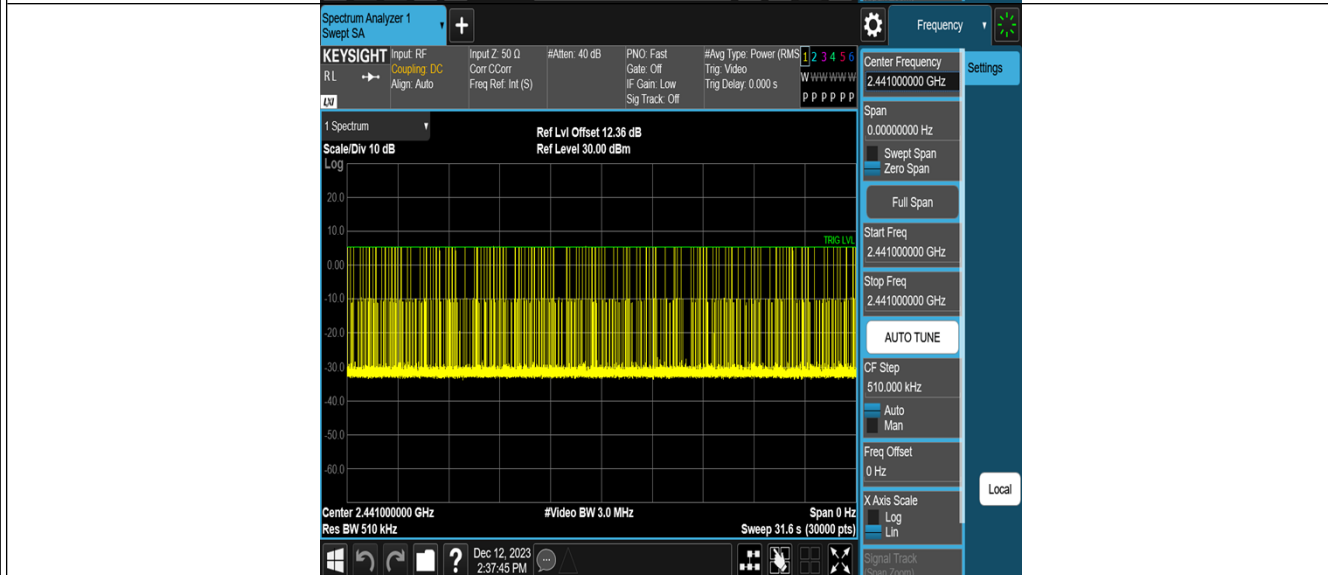 Spectrum Analyzer 1
Swept SA
Frequency
KEYSIGHT
RL
LXI
Input: RF
Coupling: DC
Align: Auto
Input Z: 50 Ω
Corr CCorr
Freq Ref: Int (S)
#Atten: 40 dB
PNO: Fast
Gate: Off
IF Gain: Low
Sig Track: Off
#Avg Type: Power (RMS
Trig: Video
Trig Delay: 0.000 s
1 2 3 4 5 6
W W W W W W
P P P P P P
Center Frequency
2.441000000 GHz
Settings
Span
0.00000000 Hz
Swept Span
Zero Span
Full Span
Start Freq
2.441000000 GHz
Stop Freq
2.441000000 GHz
AUTO TUNE
CF Step
510.000 kHz
Auto
Man
Freq Offset
0 Hz
X Axis Scale
Log
Lin
Signal Track
(Span Zoom)
Local
1 Spectrum
Scale/Div 10 dB
Ref Lvl Offset 12.36 dB
Ref Level 30.00 dBm
Log
20.0
10.0
TRIG LVL
0.00
-10.0
-20.0
-30.0
-40.0
-50.0
-60.0
Center 2.441000000 GHz
#Video BW 3.0 MHz
Span 0 Hz
Res BW 510 kHz
Sweep 31.6 s (30000 pts)
?
Dec 12, 2023
2:37:45 PM